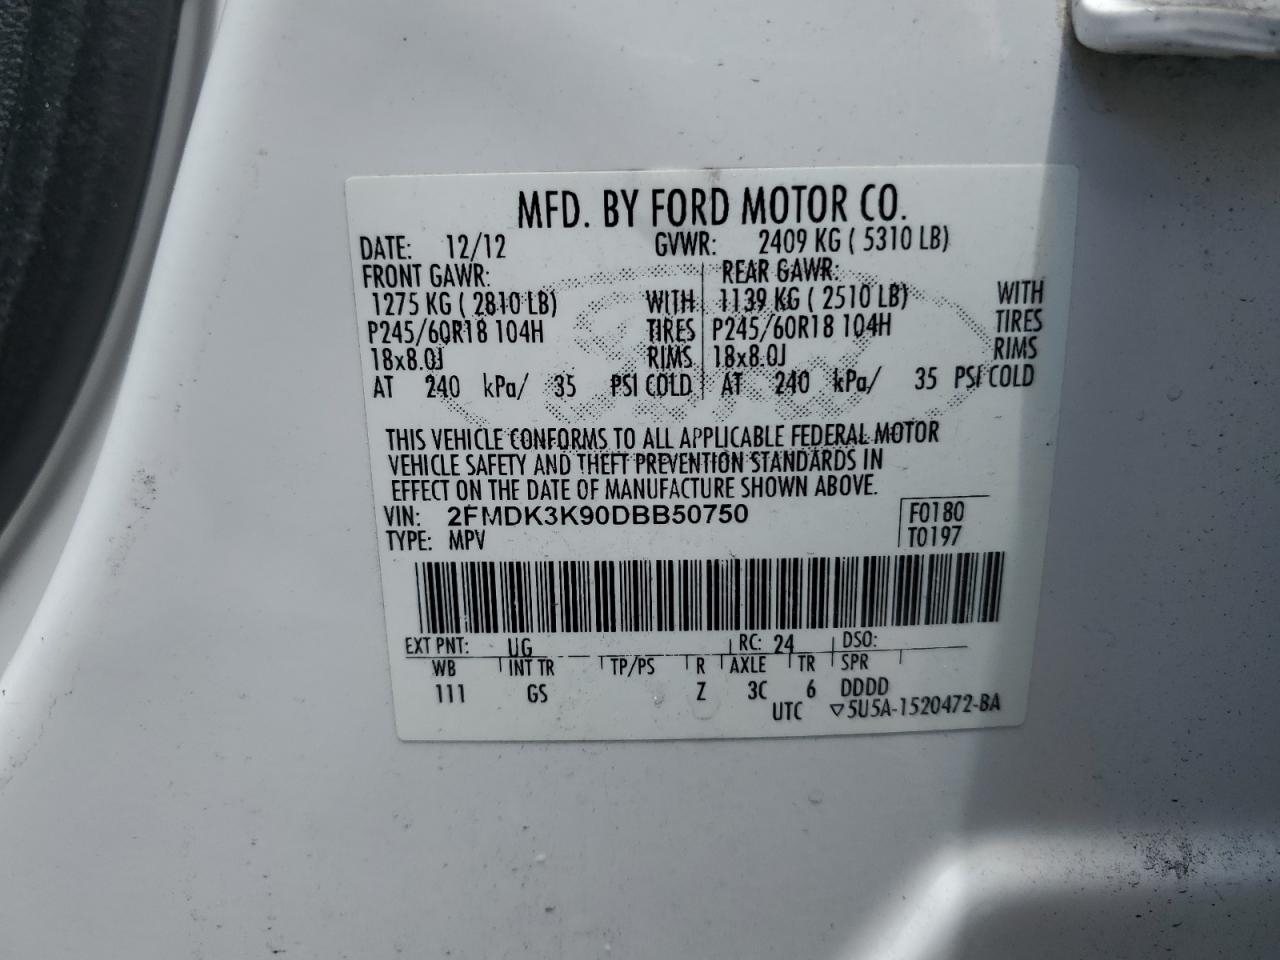 MFD. BY FORD MOTOR CO.
DATE: 12/12 GVWR: 2409 KG ( 5310 LB)
FRONT GAWR: REAR GAWR:
1275 KG ( 2810 LB) WITH 1139 KG ( 2510 LB) WITH
P245/60R18 104H TIRES P245/60R18 104H TIRES
18x8.0J RIMS 18x8.0J RIMS
AT 240 kPa/ 35 PSI COLD AT 240 kPa/ 35 PSI COLD
THIS VEHICLE CONFORMS TO ALL APPLICABLE FEDERAL MOTOR
VEHICLE SAFETY AND THEFT PREVENTION STANDARDS IN
EFFECT ON THE DATE OF MANUFACTURE SHOWN ABOVE.
VIN: 2FMDK3K90DBB50750 F0180
TYPE: MPV T0197
EXT PNT: UG RC: 24 DSO:
WB INT TR TP/PS R AXLE TR SPR
111 GS Z 3C 6 DDDD
UTC ▽5U5A-1520472-BA